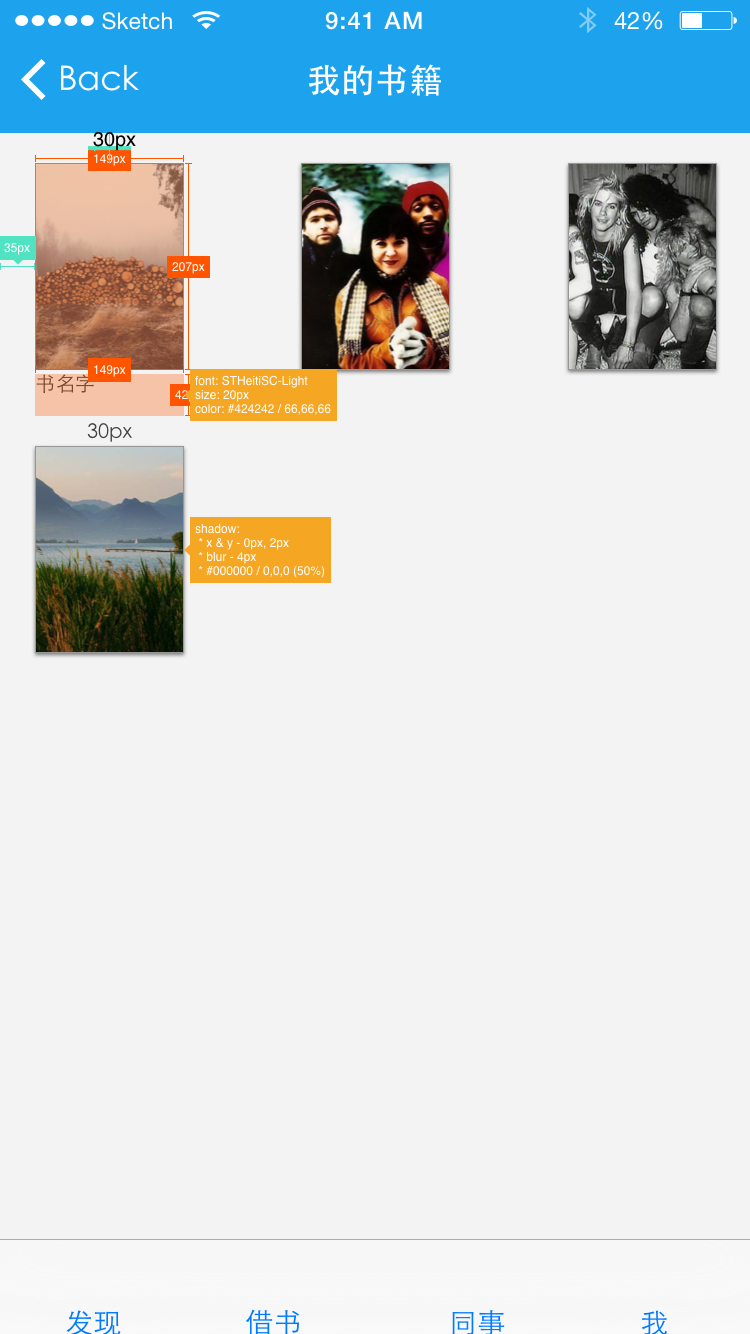 Sketch 9:41 AM 42%
Back 我的书籍
30px
149px
35px
207px
149px
书名字
42
font: STHeitiSC-Light
size: 20px
color: #424242 / 66,66,66
30px
shadow:
* x & y - 0px, 2px
* blur - 4px
* #000000 / 0,0,0 (50%)
发现 借书 同事 我